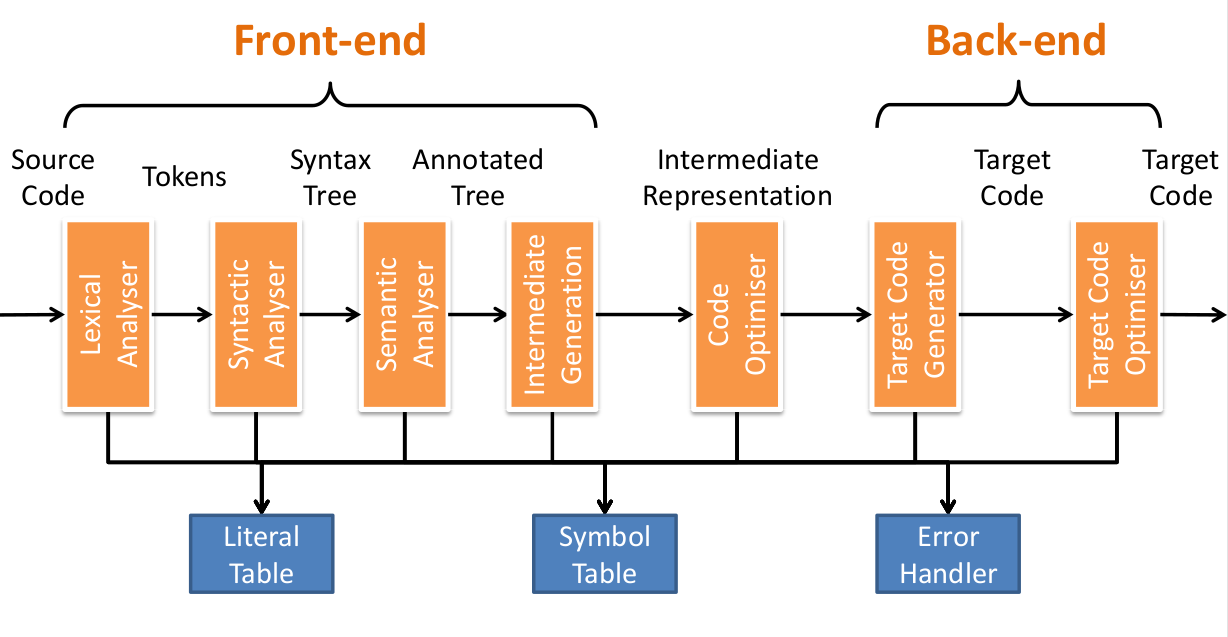 Front-end
Back-end
Source
Code
Tokens
Syntax
Tree
Annotated
Tree
Intermediate
Representation
Target
Code
Target
Code
Lexical
Analyser
Syntactic
Analyser
Semantic
Analyser
Intermediate
Generation
Code
Optimiser
Target Code
Generator
Target Code
Optimiser
Literal
Table
Symbol
Table
Error
Handler